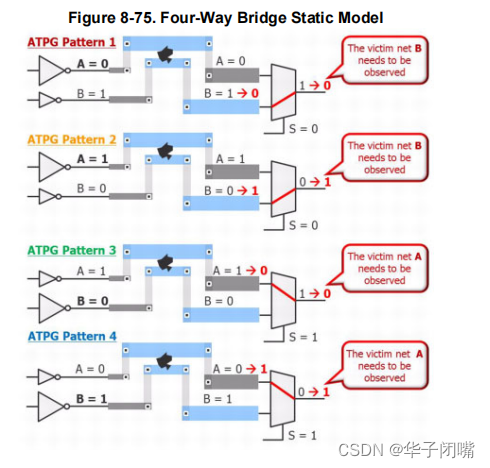 Figure 8-75. Four-Way Bridge Static Model
ATPG Pattern 1
A = 0
B = 1
A = 0
B = 1 → 0
1 → 0
S = 0
The victim net B
needs to be
observed
ATPG Pattern 2
A = 1
B = 0
A = 1
B = 0 → 1
0 → 1
S = 0
The victim net B
needs to be
observed
ATPG Pattern 3
A = 1
B = 0
A = 1 → 0
B = 0
1 → 0
S = 1
The victim net A
needs to be
observed
ATPG Pattern 4
A = 0
B = 1
A = 0 → 1
B = 1
0 → 1
S = 1
The victim net A
needs to be
observed
CSDN @华子闭嘴